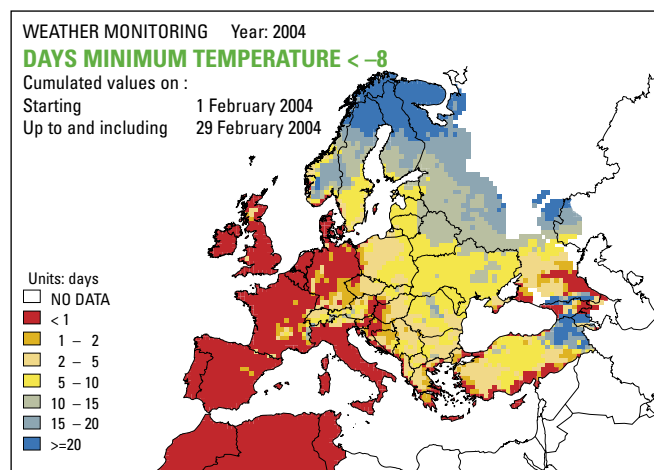 WEATHER MONITORING Year: 2004
DAYS MINIMUM TEMPERATURE < –8
Cumulated values on :
Starting 1 February 2004
Up to and including 29 February 2004
Units: days
NO DATA
< 1
1 – 2
2 – 5
5 – 10
10 – 15
15 – 20
>=20